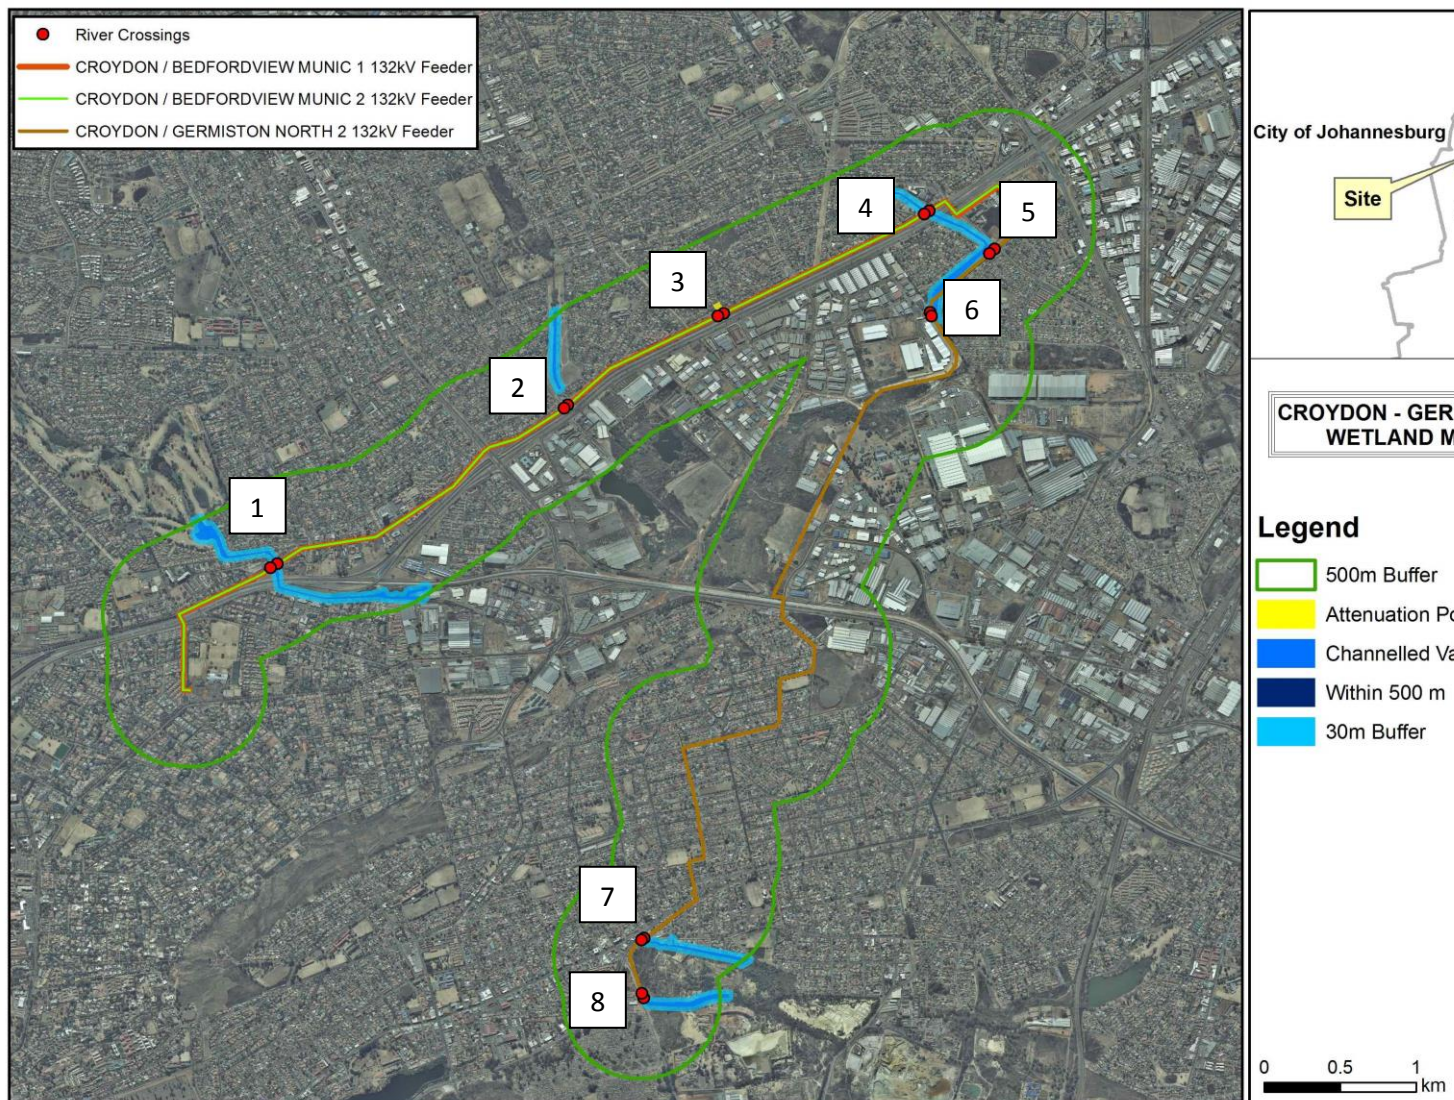 River Crossings
CROYDON / BEDFORDVIEW MUNIC 1 132kV Feeder
CROYDON / BEDFORDVIEW MUNIC 2 132kV Feeder
CROYDON / GERMISTON NORTH 2 132kV Feeder
4
5
3
6
2
1
7
8
City of Johannesburg
Site
CROYDON - GER
WETLAND M
Legend
500m Buffer
Attenuation Po
Channelled Va
Within 500 m
30m Buffer
0 0.5 1
km